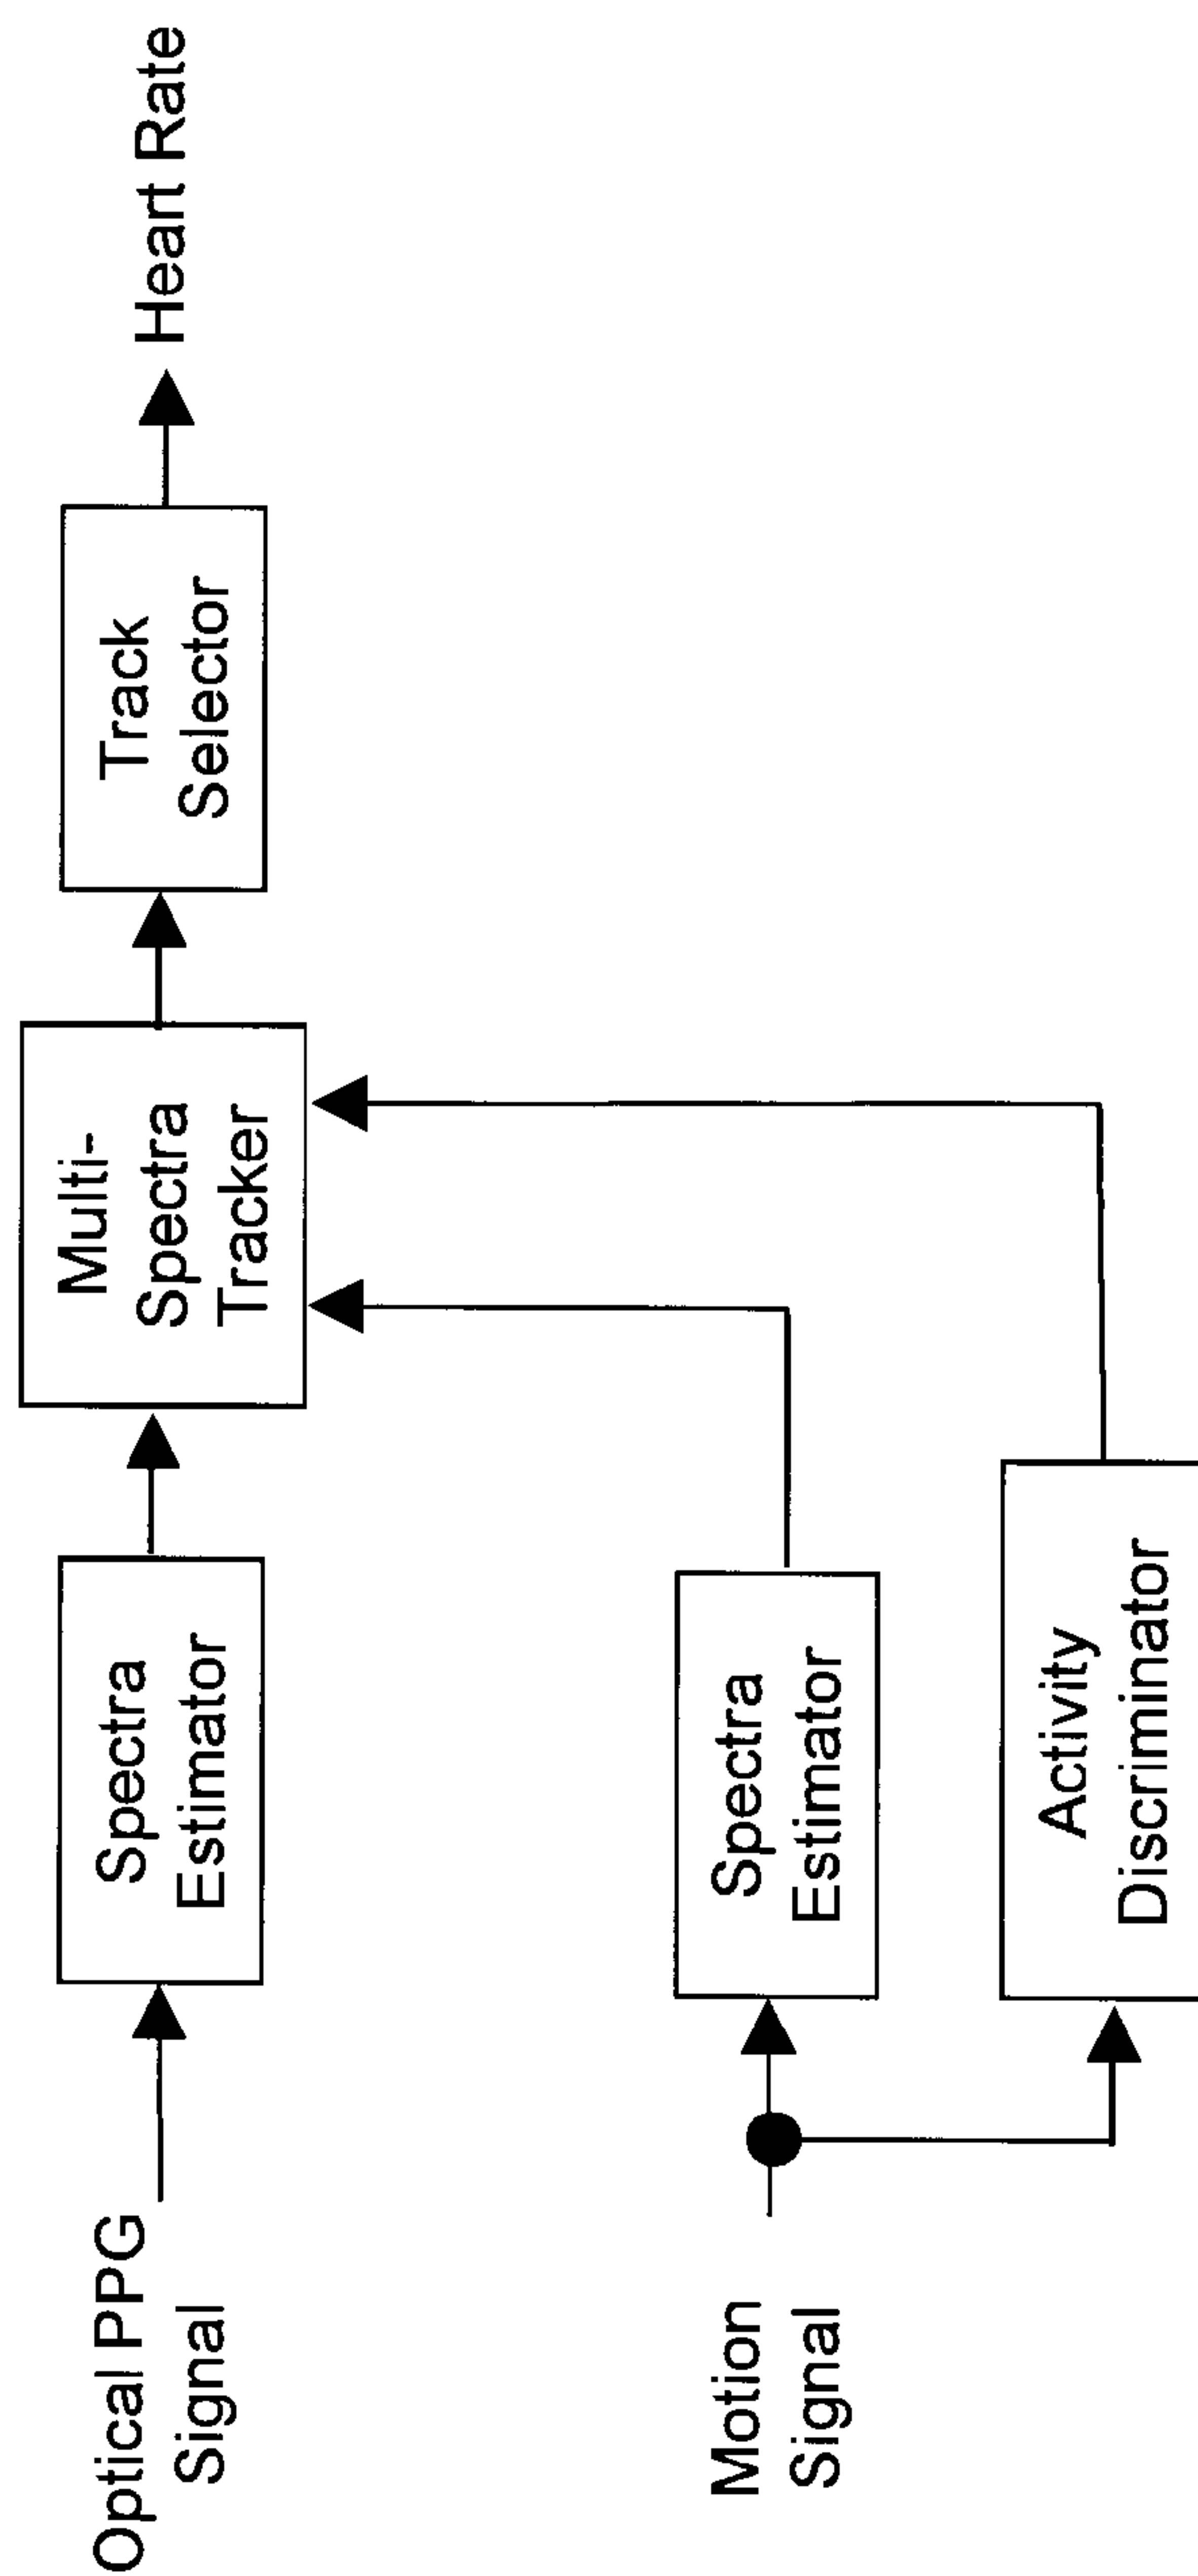 Optical PPG
Signal
Spectra
Estimator
Multi-
Spectra
Tracker
Track
Selector
Heart Rate
Motion
Signal
Spectra
Estimator
Activity
Discriminator